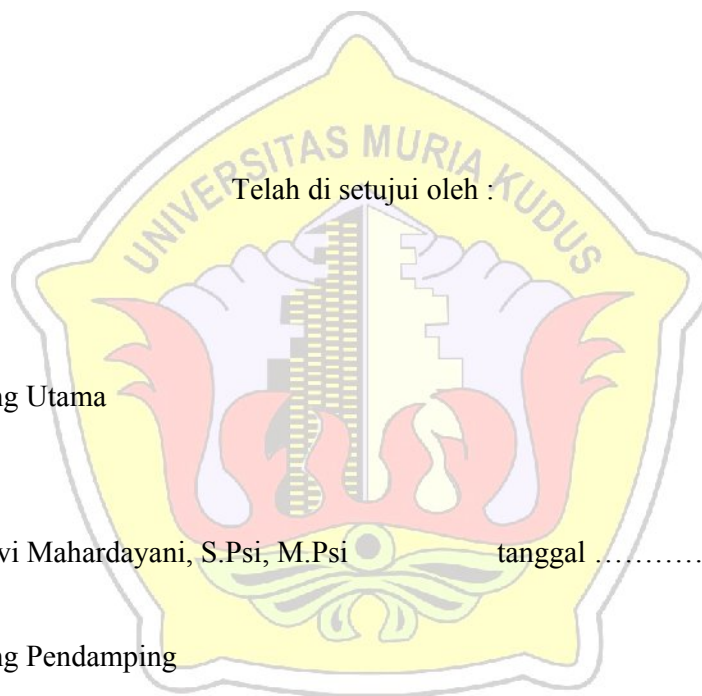 UNIVERSITAS MURIA KUDUS
Telah di setujui oleh :
ng Utama
vi Mahardayani, S.Psi, M.Psi tanggal …………
ng Pendamping